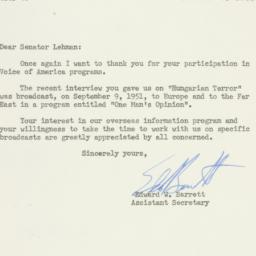 Dear Senator Lehman:
Once again I want to thank you for your participation in
Voice of America programs.
The recent interview you gave us on "Hungarian Terror"
was broadcast, on September 9, 1951, to Europe and to the Far
East in a program entitled "One Man's Opinion".
Your interest in our overseas information program and
your willingness to take the time to work with us on specific
broadcasts are greatly appreciated by all concerned.
Sincerely yours,
Edward W. Barrett
Assistant Secretary